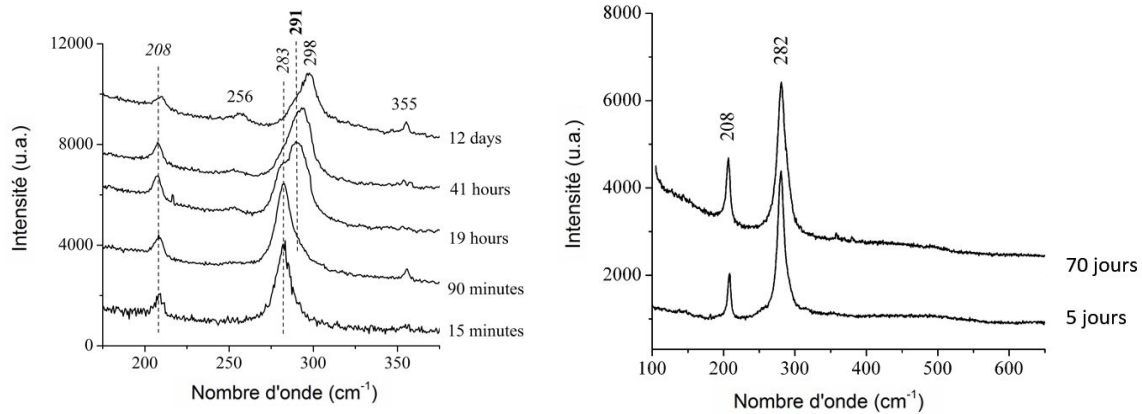 12000
8000
4000
0
Intensité (u.a.)
208
256
283
291
298
355
12 days
41 hours
19 hours
90 minutes
15 minutes
200
250
300
350
Nombre d'onde (cm⁻¹)
8000
6000
4000
2000
Intensité (u.a.)
208
282
70 jours
5 jours
100
200
300
400
500
600
Nombre d'onde (cm⁻¹)